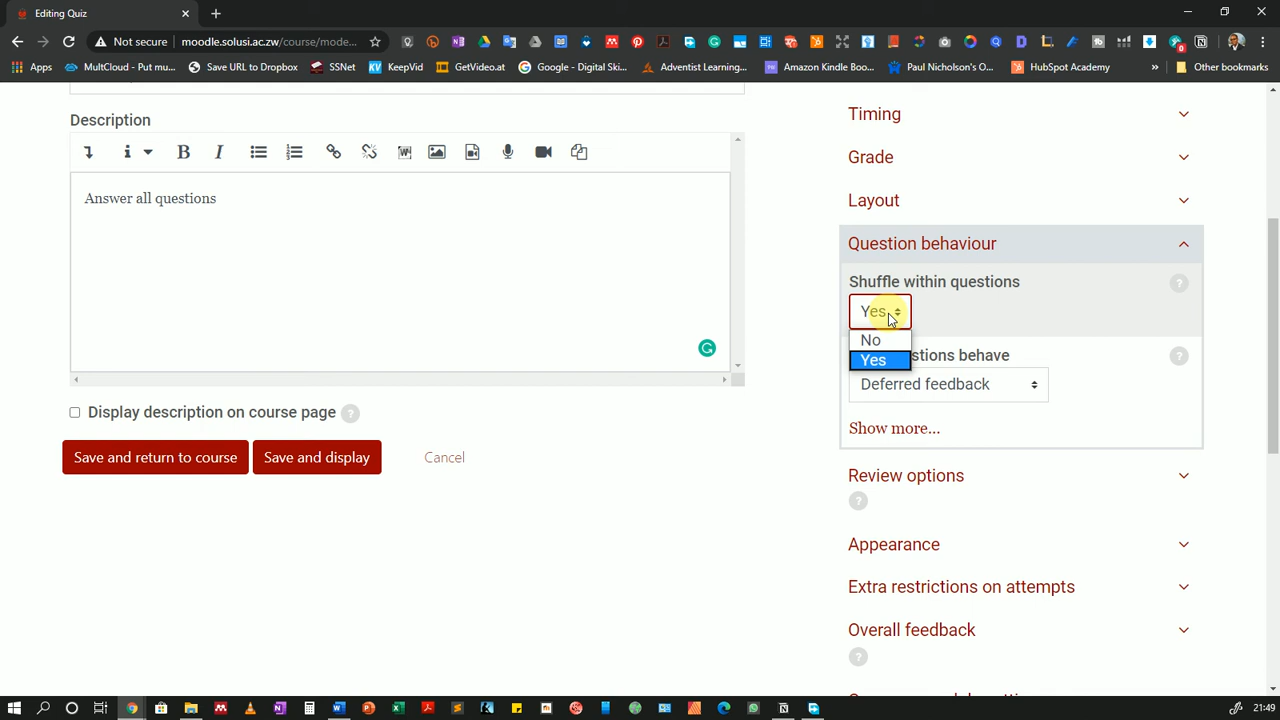 Editing Quiz
Not secure
moodle.solusi.ac.zw/course/mode...
Apps
MultCloud - Put mu...
Save URL to Dropbox
SSNet
KeepVid
GetVideo.at
Google - Digital Ski...
Adventist Learning...
Amazon Kindle Boo...
Paul Nicholson's O...
HubSpot Academy
»
Other bookmarks
Description
Answer all questions
Display description on course page
Save and return to course
Save and display
Cancel
Timing
Grade
Layout
Question behaviour
Shuffle within questions
Yes
No
Yes
stions behave
Deferred feedback
Show more...
Review options
Appearance
Extra restrictions on attempts
Overall feedback
21:49